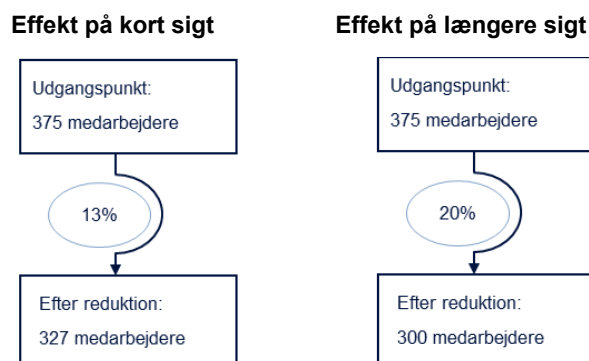 Effekt på kort sigt
Udgangspunkt:
375 medarbejdere
13%
Efter reduktion:
327 medarbejdere
Effekt på længere sigt
Udgangspunkt:
375 medarbejdere
20%
Efter reduktion:
300 medarbejdere